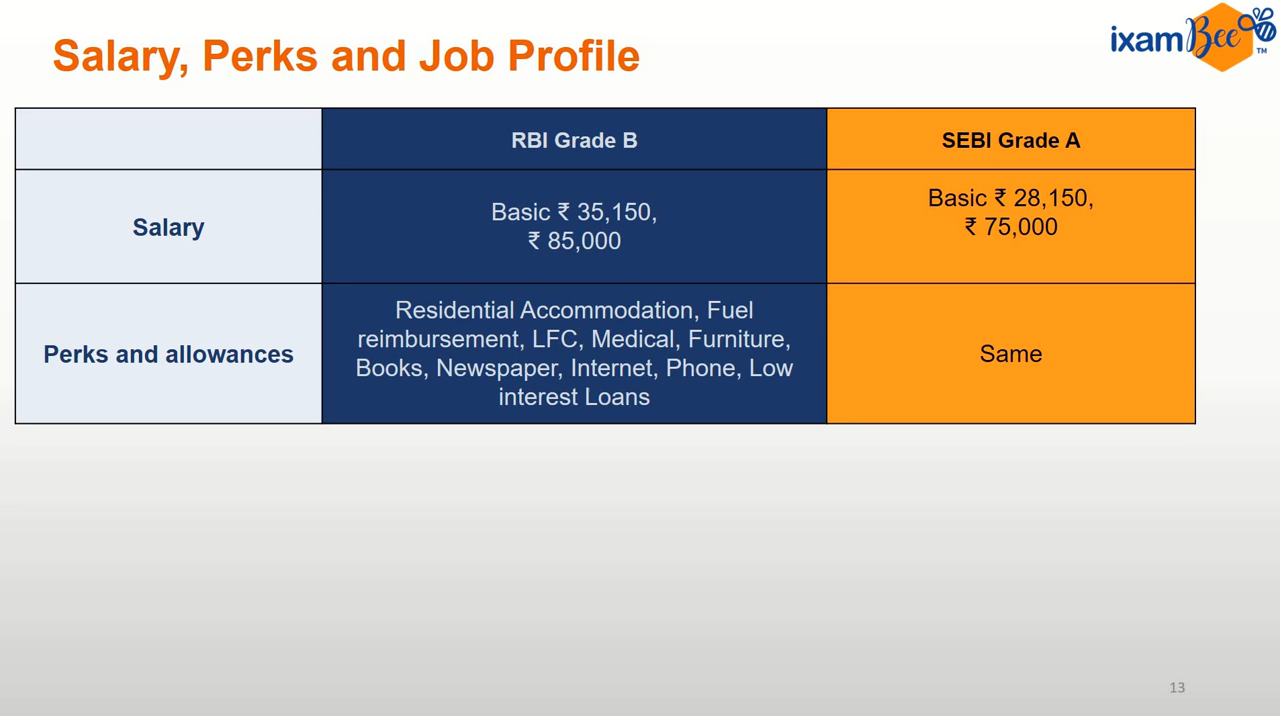 Salary, Perks and Job Profile
ixamBee
TM
RBI Grade B
SEBI Grade A
Salary
Basic ₹ 35,150,
₹ 85,000
Basic ₹ 28,150,
₹ 75,000
Perks and allowances
Residential Accommodation, Fuel
reimbursement, LFC, Medical, Furniture,
Books, Newspaper, Internet, Phone, Low
interest Loans
Same
13